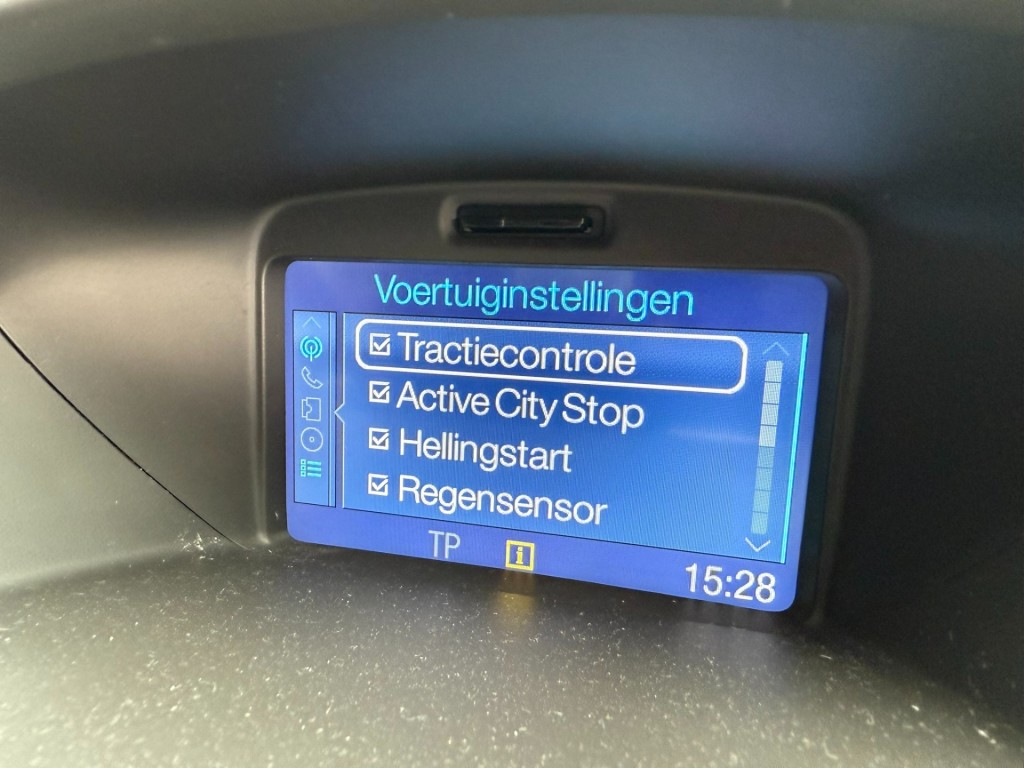 Voertuiginstellingen
Tractiecontrole
Active City Stop
Hellingstart
Regensensor
TP i
15:28